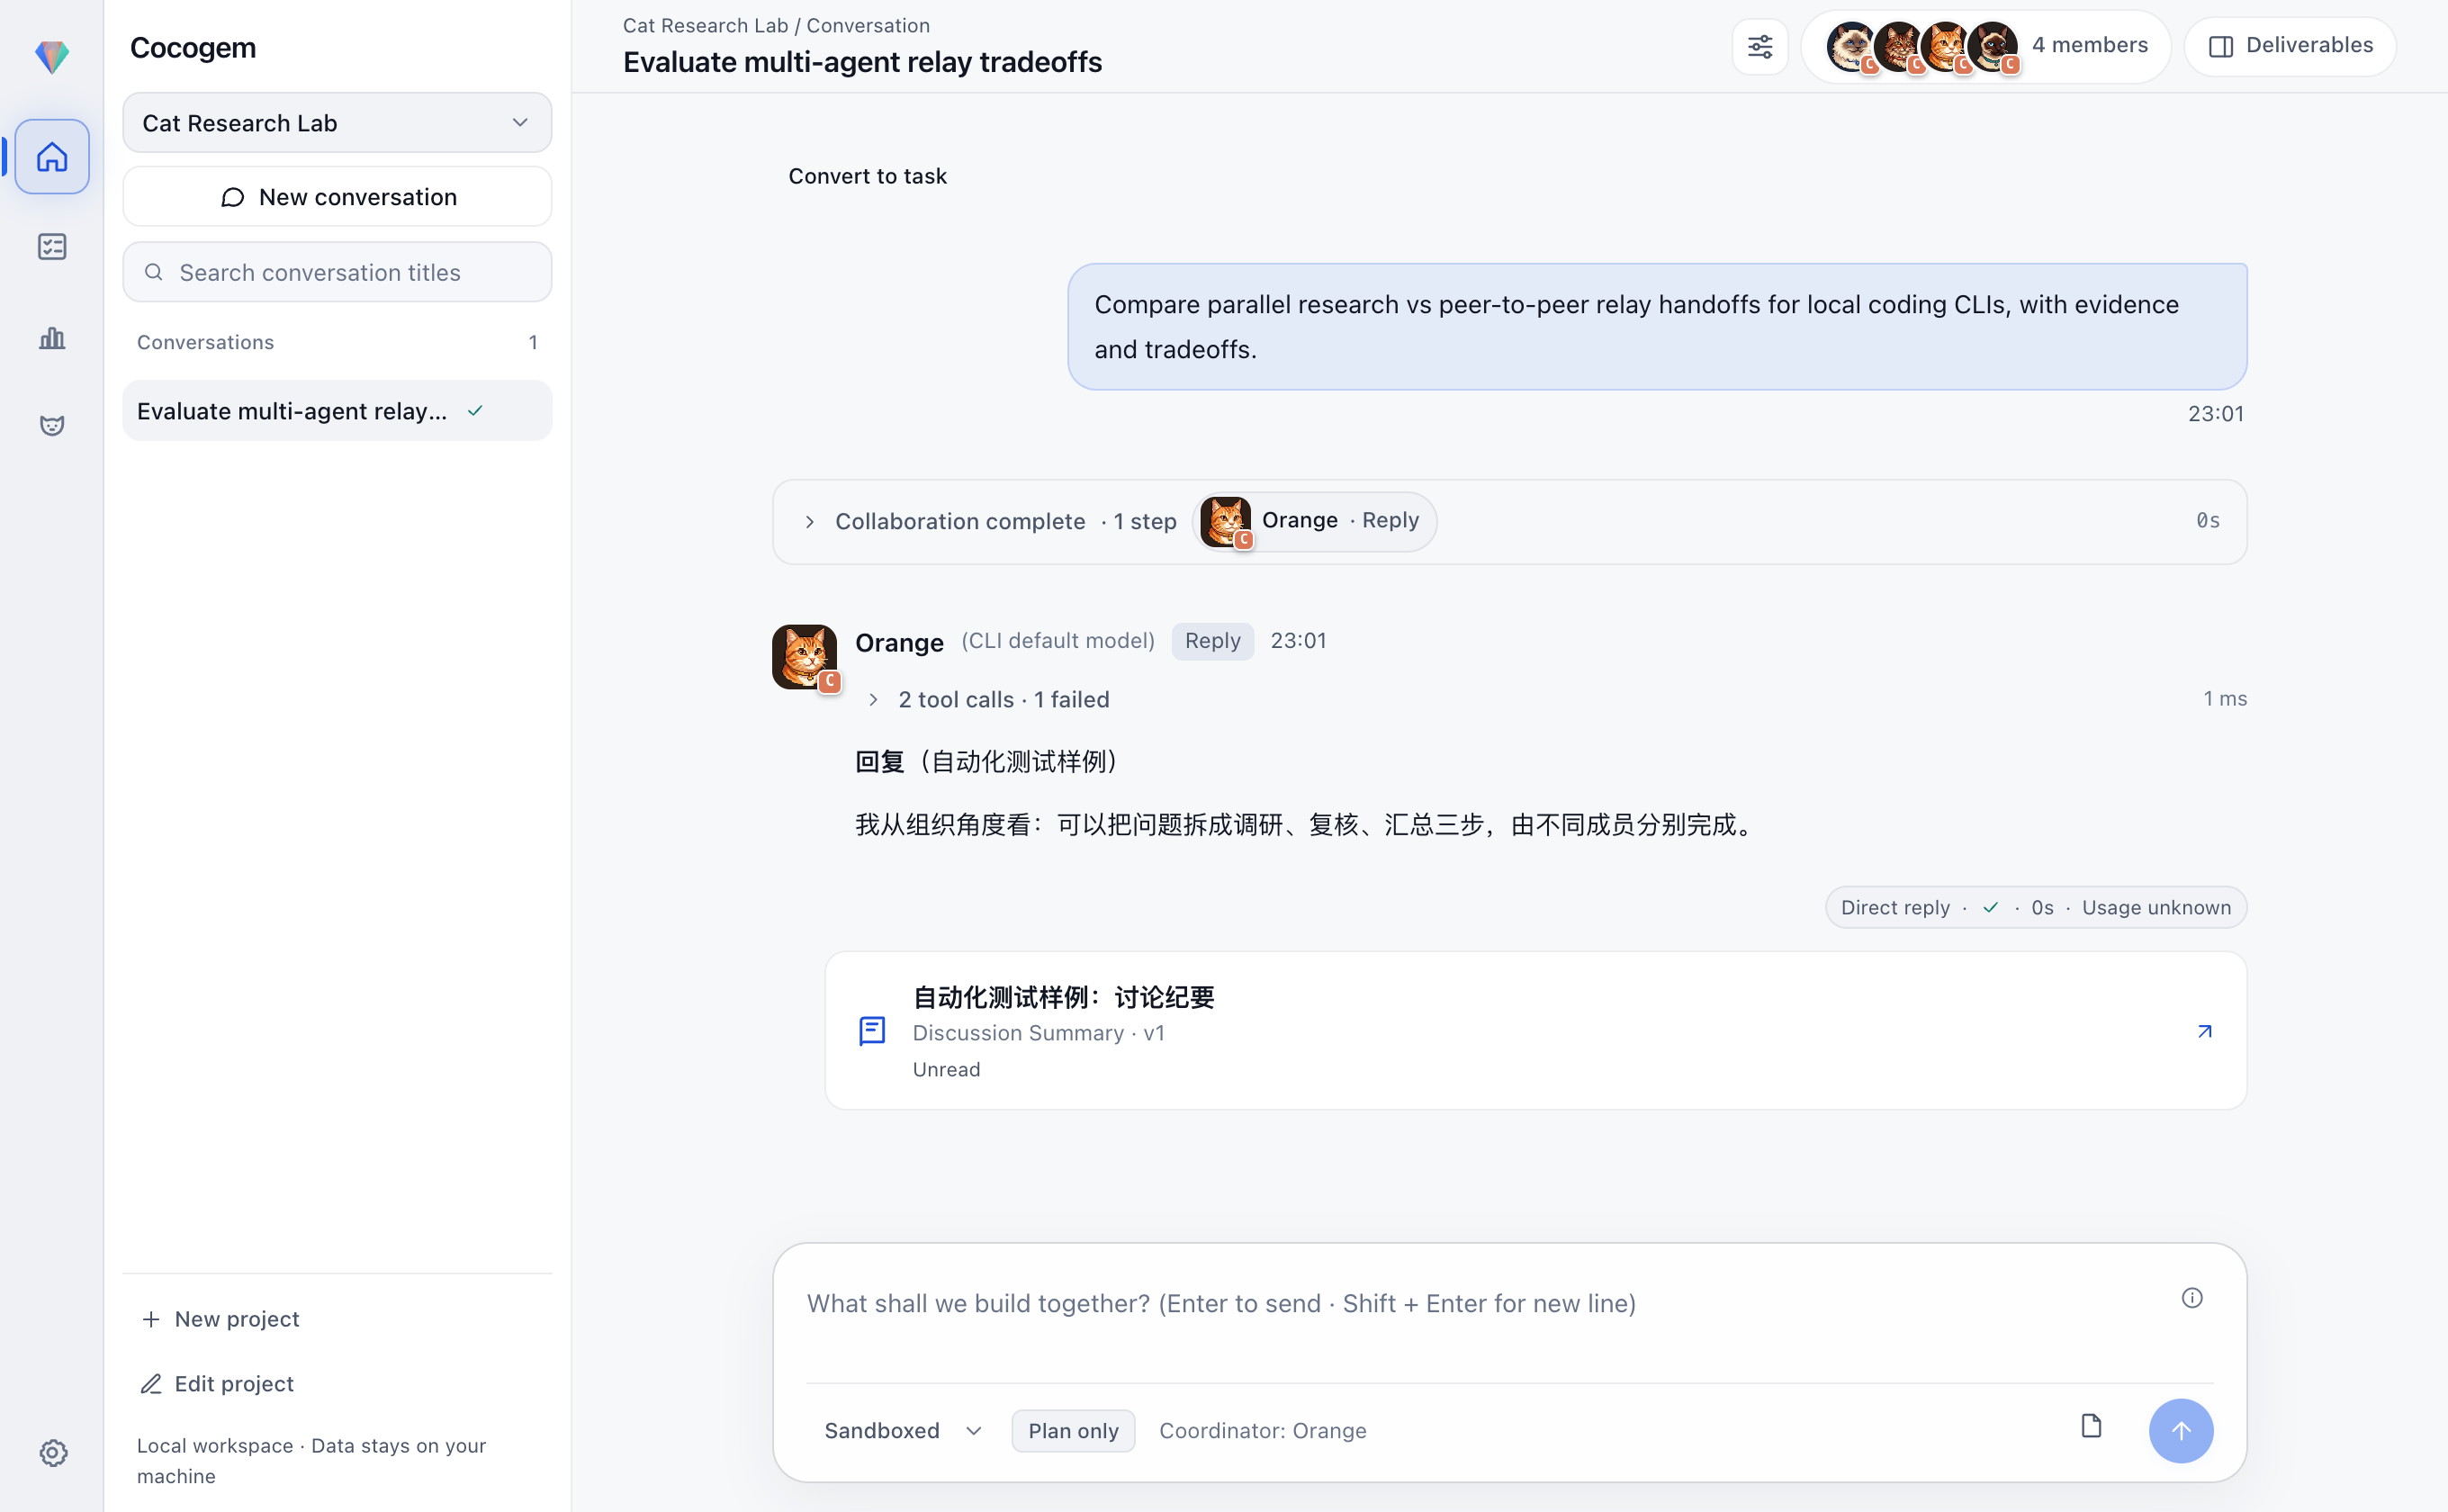 Cocogem
Cat Research Lab
New conversation
Search conversation titles
Conversations 1
Evaluate multi-agent relay...
New project
Edit project
Local workspace · Data stays on your
machine
Cat Research Lab / Conversation
Evaluate multi-agent relay tradeoffs
C C C C 4 members
Deliverables
Convert to task
Compare parallel research vs peer-to-peer relay handoffs for local coding CLIs, with evidence
and tradeoffs.
23:01
Collaboration complete · 1 step C Orange · Reply 0s
C
Orange (CLI default model) Reply 23:01
2 tool calls · 1 failed 1 ms
回复（自动化测试样例）
我从组织角度看：可以把问题拆成调研、复核、汇总三步，由不同成员分别完成。
Direct reply · ✓ · 0s · Usage unknown
自动化测试样例：讨论纪要
Discussion Summary · v1
Unread
What shall we build together? (Enter to send · Shift + Enter for new line)
Sandboxed Plan only Coordinator: Orange